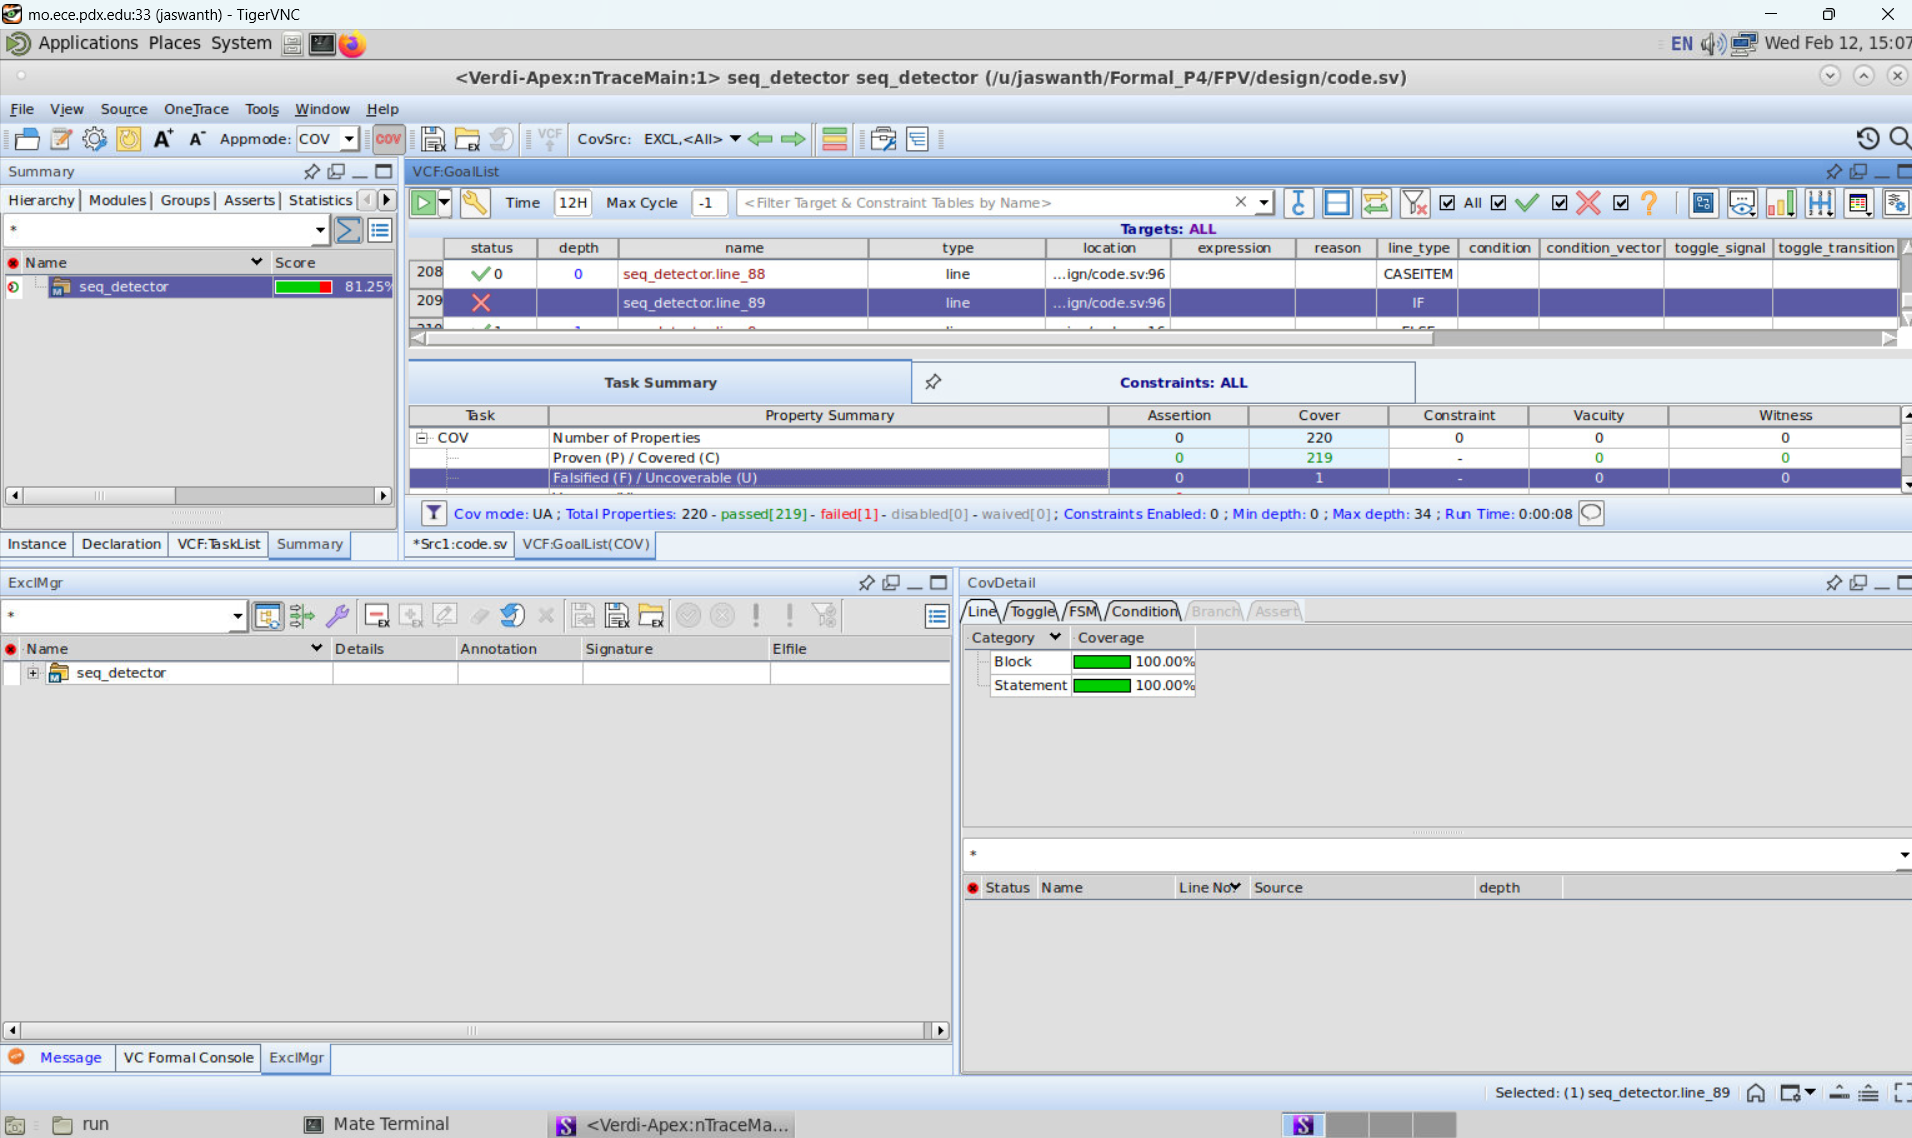 mo.ece.pdx.edu:33 (jaswanth) - TigerVNC
Applications Places System EN Wed Feb 12, 15:07
<Verdi-Apex:nTraceMain:1> seq_detector seq_detector (/u/jaswanth/Formal_P4/FPV/design/code.sv)
File View Source OneTrace Tools Window Help
A+ A- Appmode: COV COV EX EX VCF CovSrc: EXCL,<All>
Summary
Hierarchy Modules Groups Asserts Statistics
*
Name Score
seq_detector 81.25%
Instance Declaration VCF:TaskList Summary
VCF:GoalList
Time 12H Max Cycle -1 <Filter Target & Constraint Tables by Name> All
Targets: ALL
status depth name type location expression reason line_type condition condition_vector toggle_signal toggle_transition
208 0 0 seq_detector.line_88 line ...ign/code.sv:96 CASEITEM
209 seq_detector.line_89 line ...ign/code.sv:96 IF
Task Summary Constraints: ALL
Task Property Summary Assertion Cover Constraint Vacuity Witness
COV Number of Properties 0 220 0 0 0
Proven (P) / Covered (C) 0 219 - 0 0
Falsified (F) / Uncoverable (U) 0 1 - 0 0
Cov mode: UA ; Total Properties: 220 - passed[219] - failed[1] - disabled[0] - waived[0] ; Constraints Enabled: 0 ; Min depth: 0 ; Max depth: 34 ; Run Time: 0:00:08
*Src1:code.sv VCF:GoalList(COV)
ExclMgr
*
EX EX EX
Name Details Annotation Signature Elfile
seq_detector
Message VC Formal Console ExclMgr
CovDetail
Line Toggle FSM Condition Branch Assert
Category Coverage
Block 100.00%
Statement 100.00%
*
Status Name Line No. Source depth
Selected: (1) seq_detector.line_89
run Mate Terminal <Verdi-Apex:nTraceMa...